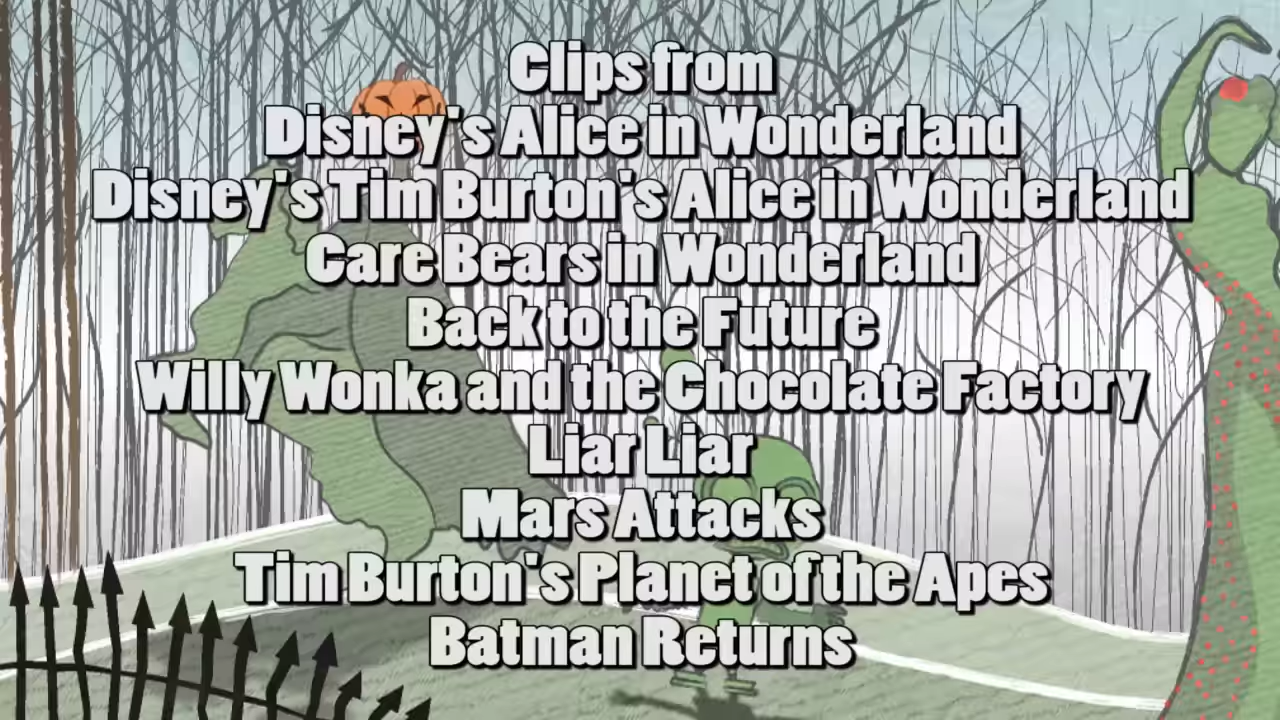 Clips from
Disney's Alice in Wonderland
Disney's Tim Burton's Alice in Wonderland
Care Bears in Wonderland
Back to the Future
Willy Wonka and the Chocolate Factory
Liar Liar
Mars Attacks
Tim Burton's Planet of the Apes
Batman Returns